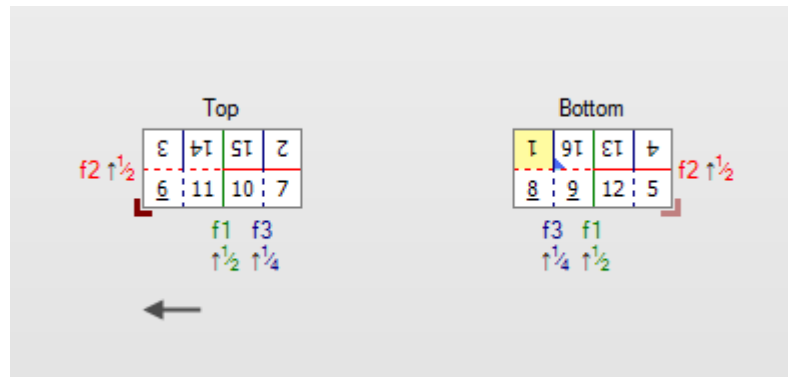 Top Bottom
3 14 15 2
1 16 13 4
f2 ↑½
6 11 10 7
8 9 12 5
f2 ↑½
f1 f3
↑½ ↑¼
f3 f1
↑¼ ↑½